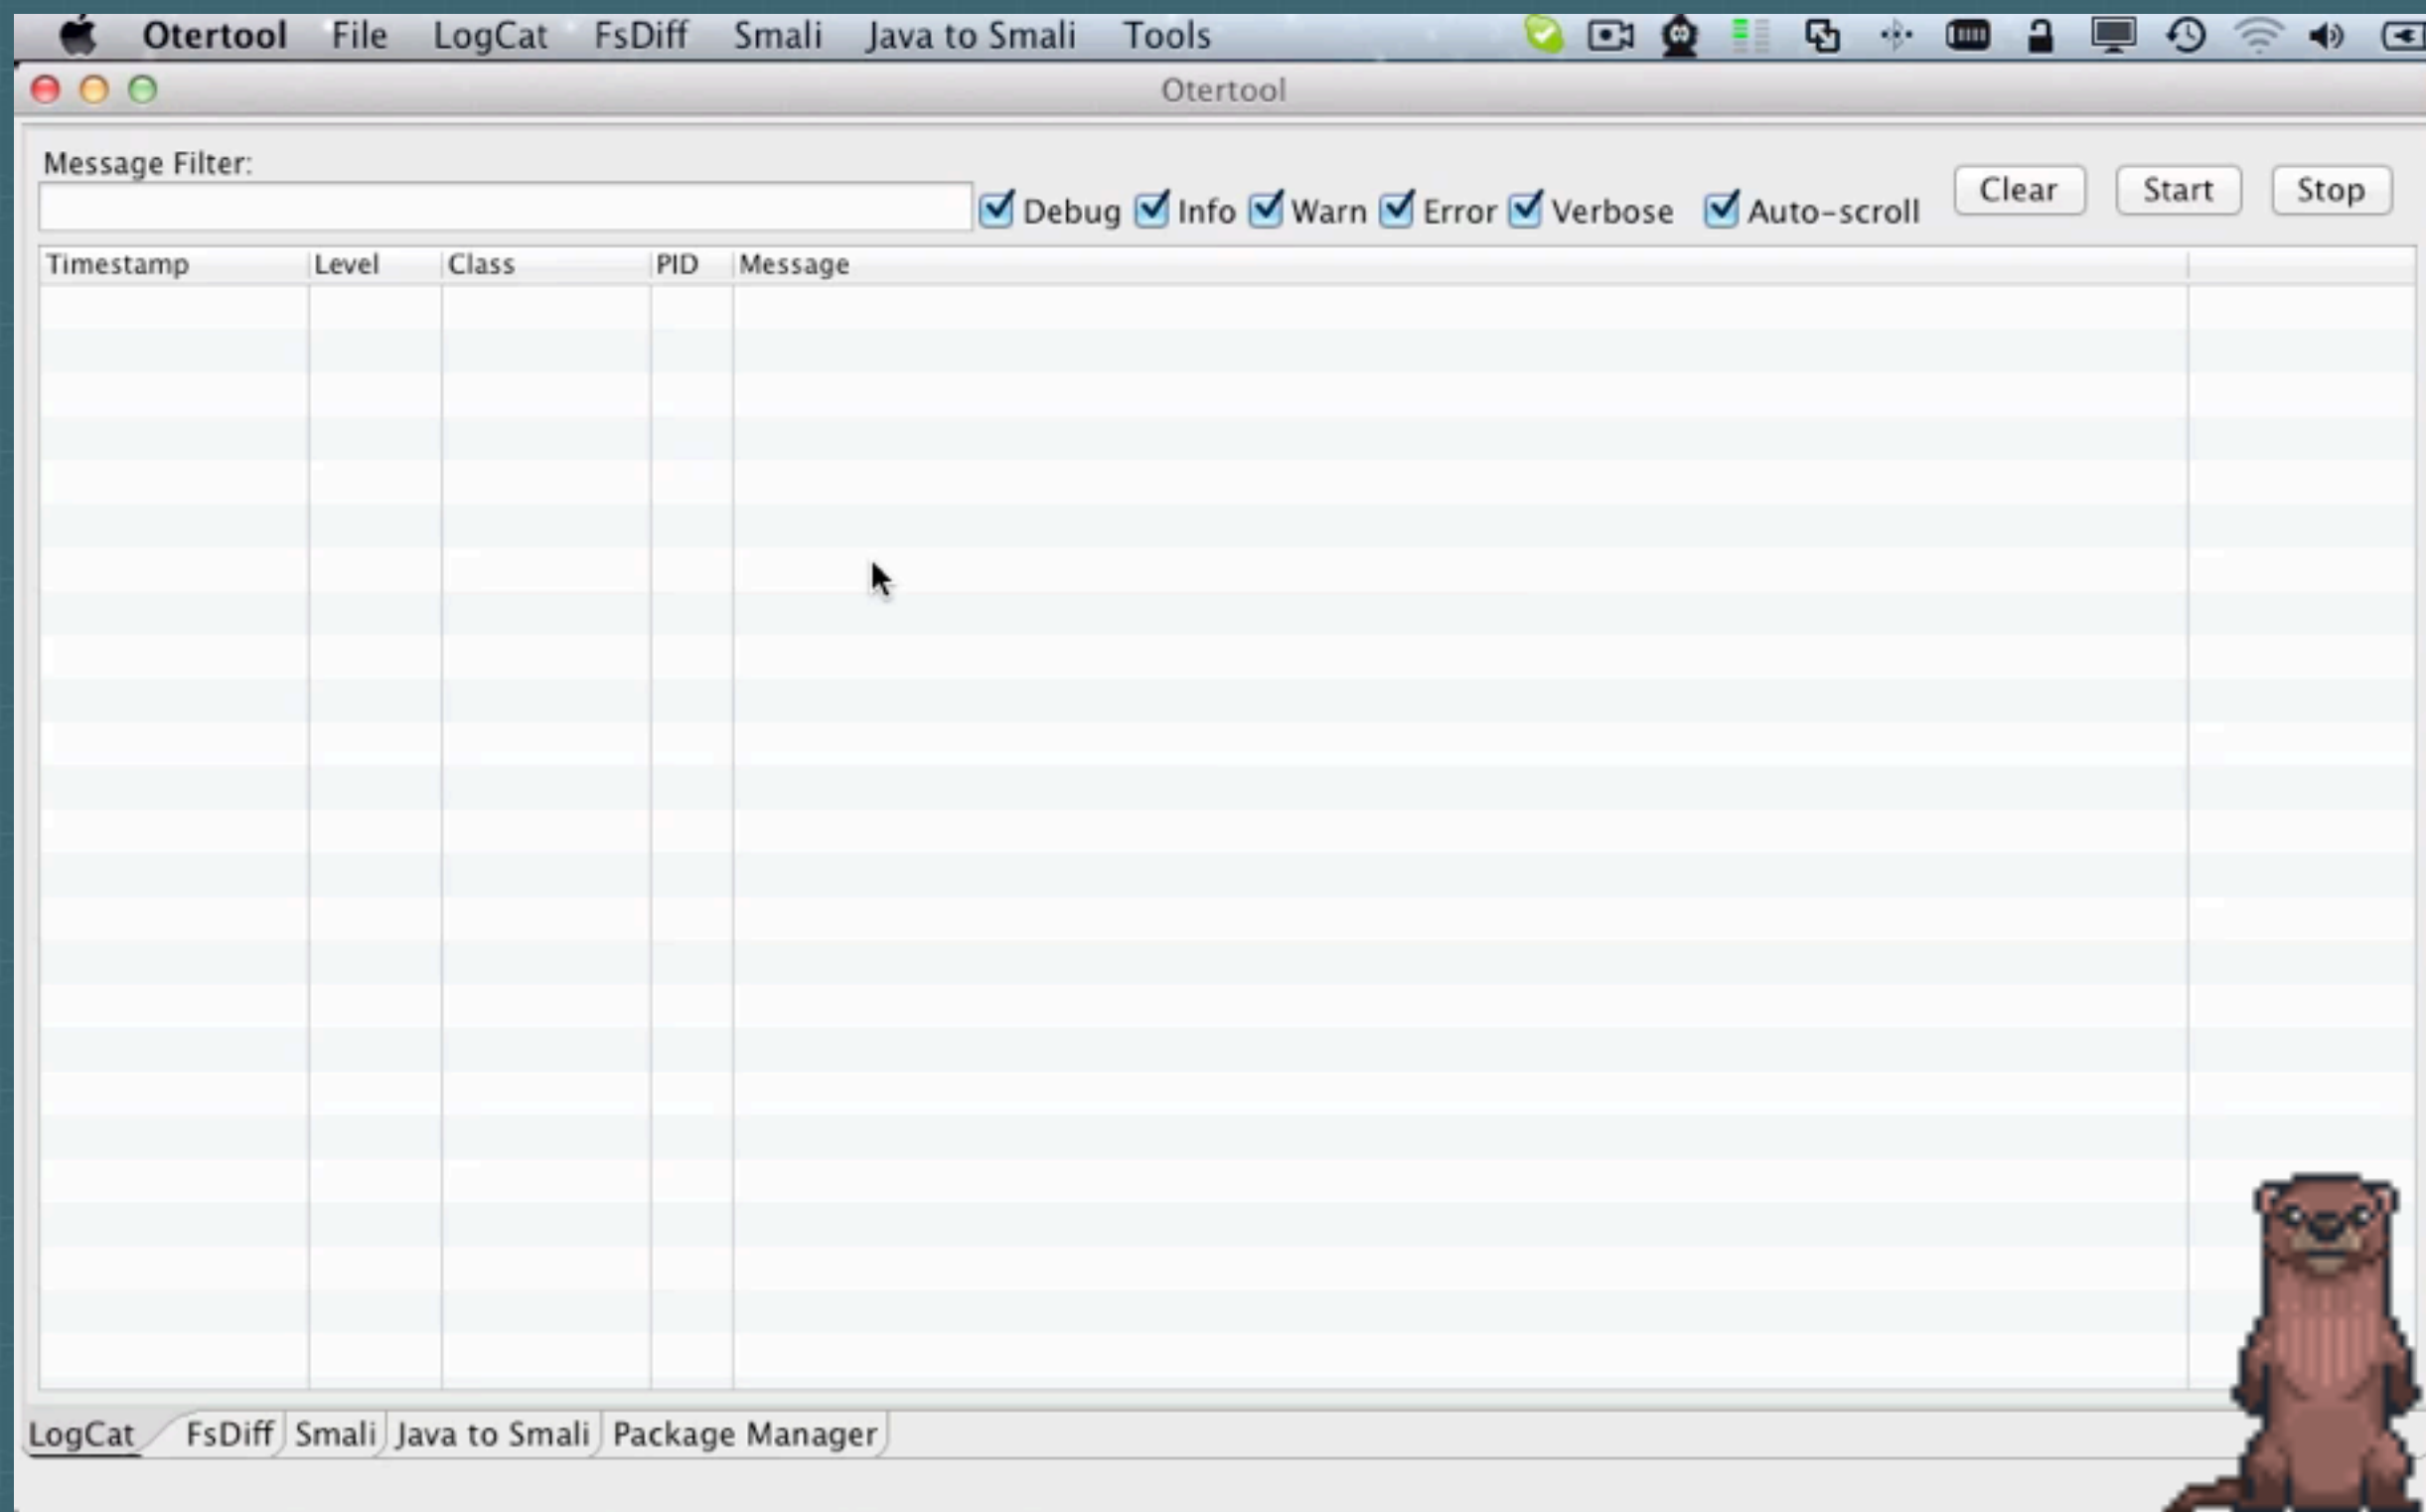 Otertool File LogCat FsDiff Smali Java to Smali Tools
Otertool
Message Filter:
Debug Info Warn Error Verbose Auto-scroll Clear Start Stop
Timestamp Level Class PID Message
LogCat FsDiff Smali Java to Smali Package Manager